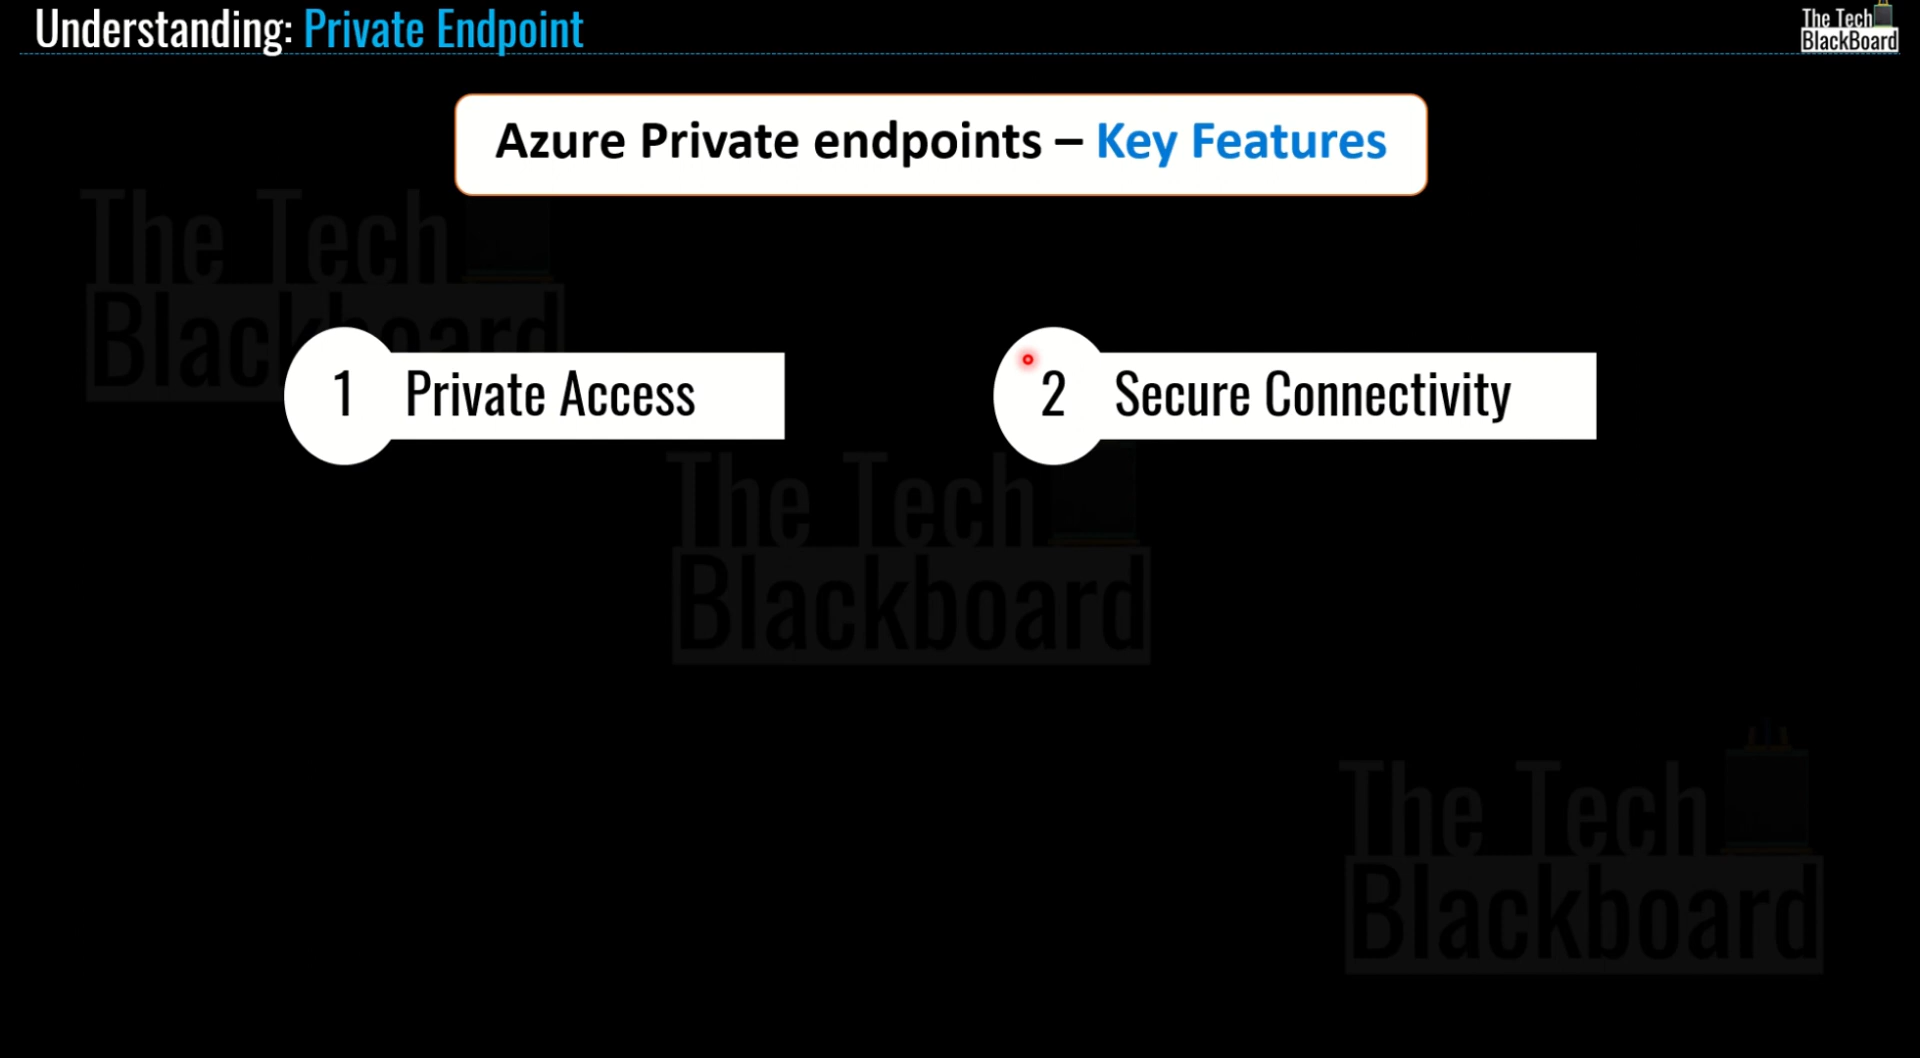 Understanding: Private Endpoint
The Tech
BlackBoard
Azure Private endpoints – Key Features
The Tech
Blackboard
1 Private Access
2 Secure Connectivity
The Tech
Blackboard
The Tech
Blackboard